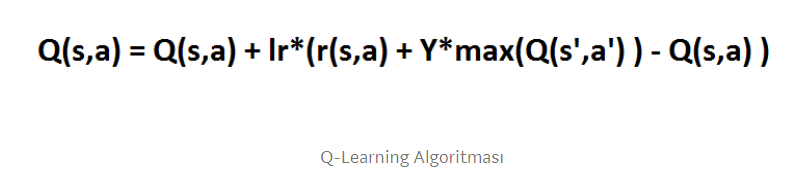 Q(s,a) = Q(s,a) + lr*(r(s,a) + Y*max(Q(s',a') ) - Q(s,a) )
Q-Learning Algoritması